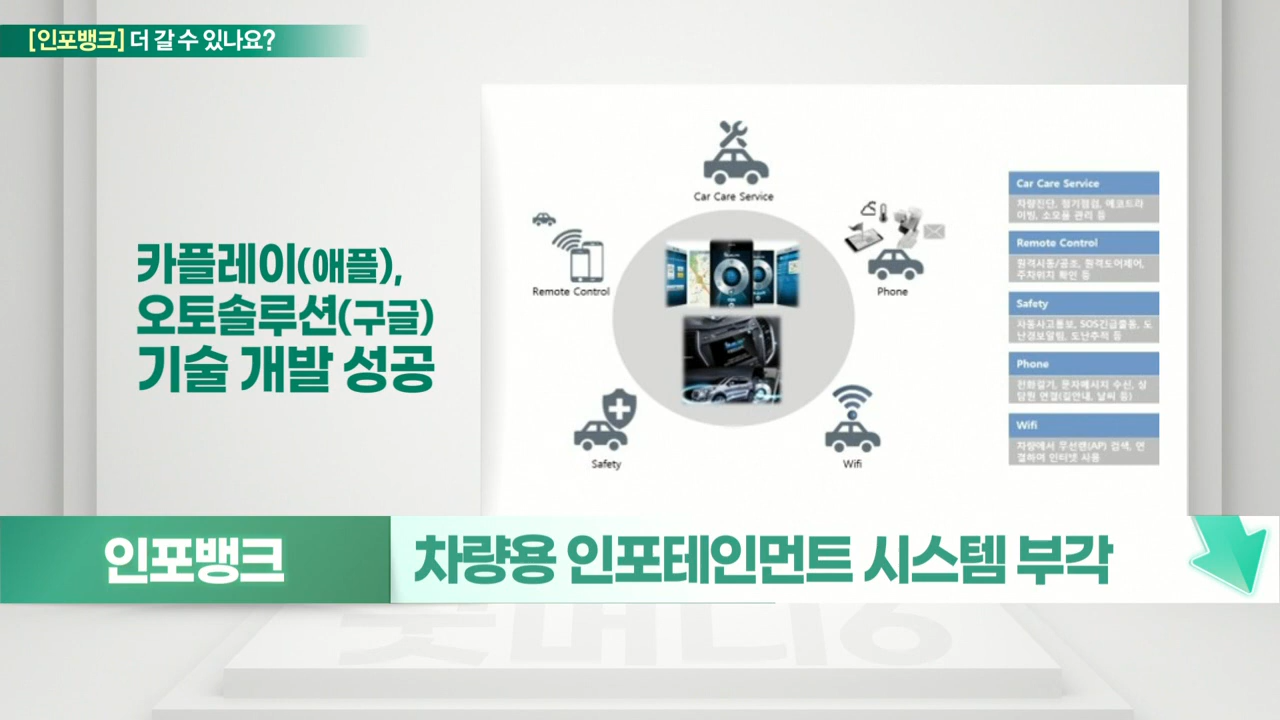 [인포뱅크] 더 갈 수 있나요?
카플레이(애플),
오토솔루션(구글)
기술 개발 성공
Car Care Service
Remote Control
Phone
Safety
Wifi
Car Care Service
차량진단, 정기점검, 에코드라
이빙, 소모품 관리 등
Remote Control
원격시동/공조, 원격도어제어,
주차위치 확인 등
Safety
자동사고통보, SOS긴급출동, 도
난경보알림, 도난추적 등
Phone
전화걸기, 문자메시지 수신, 상
담원 연결(길안내, 날씨 등)
Wifi
차량에서 무선랜(AP) 검색, 연
결하여 인터넷 사용
인포뱅크
차량용 인포테인먼트 시스템 부각
굿머니6